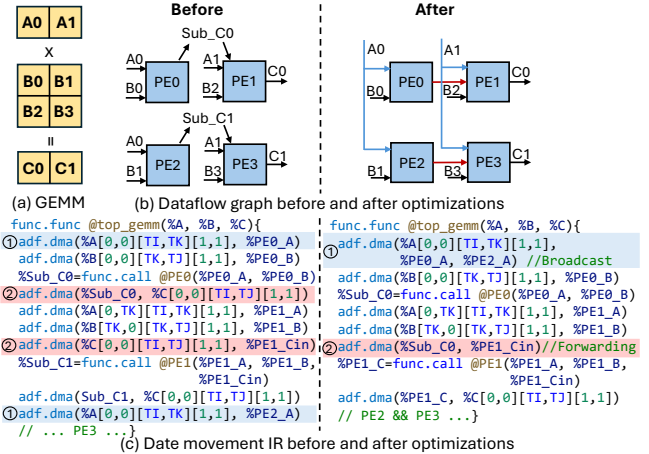 A0 A1
X
B0 B1
B2 B3
=
C0 C1
(a) GEMM
Before
Sub_C0
A0
B0
PE0
A1
B2
PE1
C0
Sub_C1
A0
B1
PE2
A1
B3
PE3
C1
After
A0
A1
B0
PE0
B2
PE1
C0
B1
PE2
B3
PE3
C1
(b) Dataflow graph before and after optimizations
func.func @top_gemm(%A, %B, %C){
①adf.dma(%A[0,0][TI,TK][1,1], %PE0_A)
adf.dma(%B[0,0][TK,TJ][1,1], %PE0_B)
%Sub_C0=func.call @PE0(%PE0_A, %PE0_B)
②adf.dma(%Sub_C0, %C[0,0][TI,TJ][1,1])
adf.dma(%A[0,TK][TI,TK][1,1], %PE1_A)
adf.dma(%B[TK,0][TK,TJ][1,1], %PE1_B)
②adf.dma(%C[0,0][TI,TJ][1,1], %PE1_Cin)
%Sub_C1=func.call @PE1(%PE1_A, %PE1_B,
%PE1_Cin)
adf.dma(Sub_C1, %C[0,0][TI,TJ][1,1])
①adf.dma(%A[0,0][TI,TK][1,1], %PE2_A)
// ... PE3 ...}
func.func @top_gemm(%A, %B, %C){
① adf.dma(%A[0,0][TI,TK][1,1],
%PE0_A, %PE2_A) //Broadcast
adf.dma(%B[0,0][TK,TJ][1,1], %PE0_B)
%Sub_C0=func.call @PE0(%PE0_A, %PE0_B)
adf.dma(%A[0,TK][TI,TK][1,1], %PE1_A)
adf.dma(%B[TK,0][TK,TJ][1,1], %PE1_B)
②adf.dma(%Sub_C0, %PE1_Cin)//Forwarding
%PE1_C=func.call @PE1(%PE1_A, %PE1_B,
%PE1_Cin)
adf.dma(%PE1_C, %C[0,0][TI,TJ][1,1])
// PE2 && PE3 ...}
(c) Date movement IR before and after optimizations